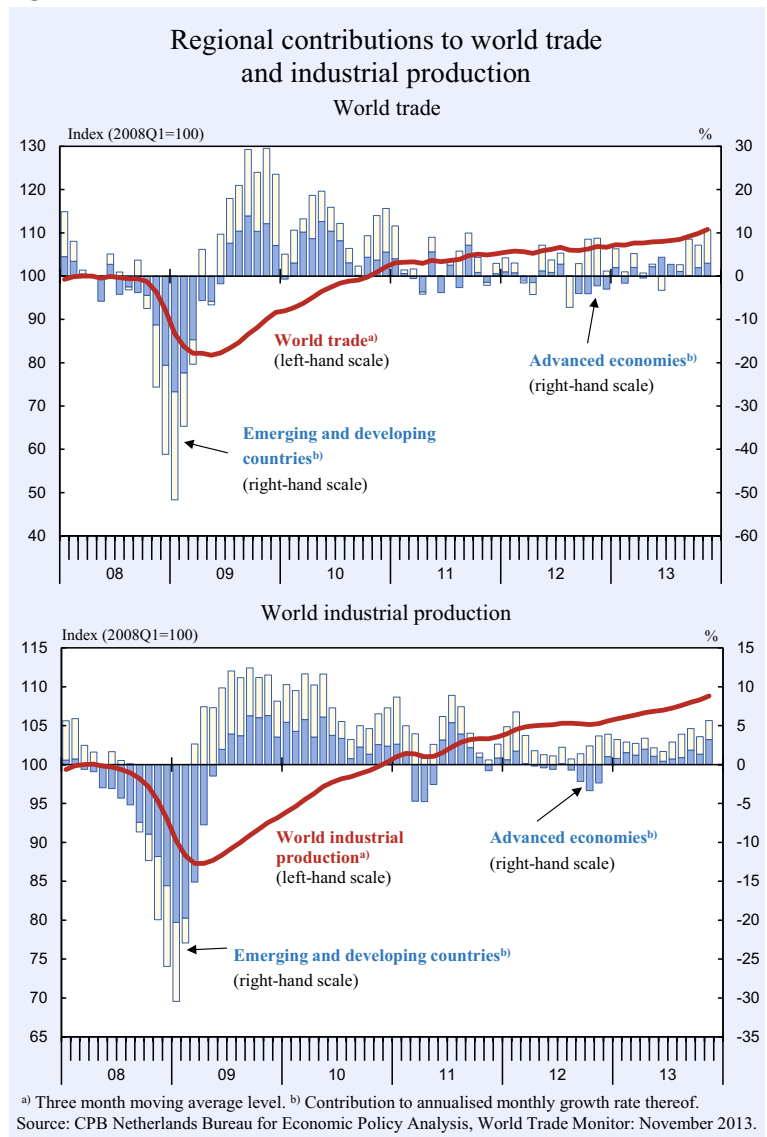 Regional contributions to world trade
and industrial production
World trade
Index (2008Q1=100) %
130 30
120 20
110 10
100 0
90 -10
80 -20
70 -30
60 -40
50 -50
40 -60
World trade a)
(left-hand scale)
Advanced economies b)
(right-hand scale)
Emerging and developing
countries b)
(right-hand scale)
08 09 10 11 12 13
World industrial production
Index (2008Q1=100) %
115 15
110 10
105 5
100 0
95 -5
90 -10
85 -15
80 -20
75 -25
70 -30
65 -35
World industrial
production a)
(left-hand scale)
Advanced economies b)
(right-hand scale)
Emerging and developing countries b)
(right-hand scale)
08 09 10 11 12 13
a) Three month moving average level. b) Contribution to annualised monthly growth rate thereof.
Source: CPB Netherlands Bureau for Economic Policy Analysis, World Trade Monitor: November 2013.